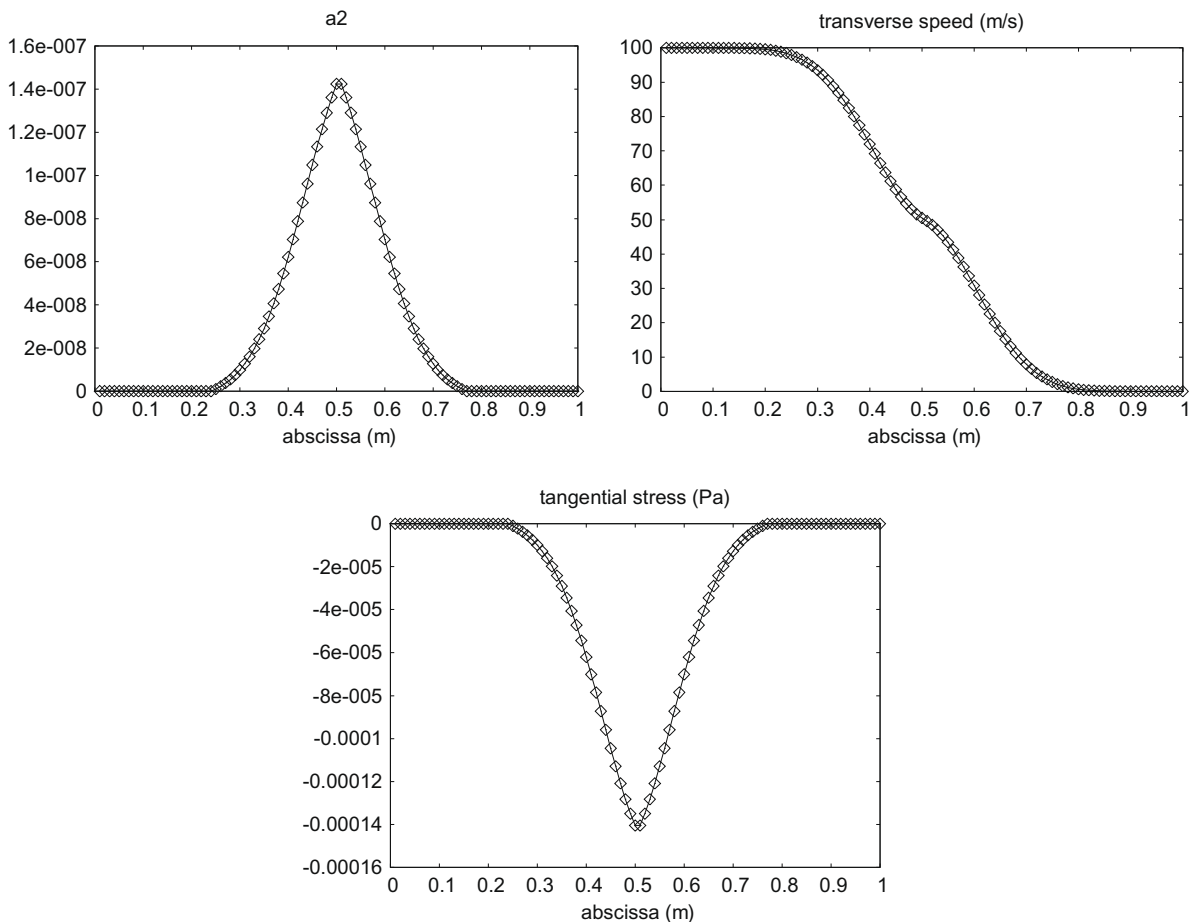 a2
1.6e-007
1.4e-007
1.2e-007
1e-007
8e-008
6e-008
4e-008
2e-008
0
0 0.1 0.2 0.3 0.4 0.5 0.6 0.7 0.8 0.9 1
abscissa (m)
transverse speed (m/s)
100
90
80
70
60
50
40
30
20
10
0
0 0.1 0.2 0.3 0.4 0.5 0.6 0.7 0.8 0.9 1
abscissa (m)
tangential stress (Pa)
0
-2e-005
-4e-005
-6e-005
-8e-005
-0.0001
-0.00012
-0.00014
-0.00016
0 0.1 0.2 0.3 0.4 0.5 0.6 0.7 0.8 0.9 1
abscissa (m)